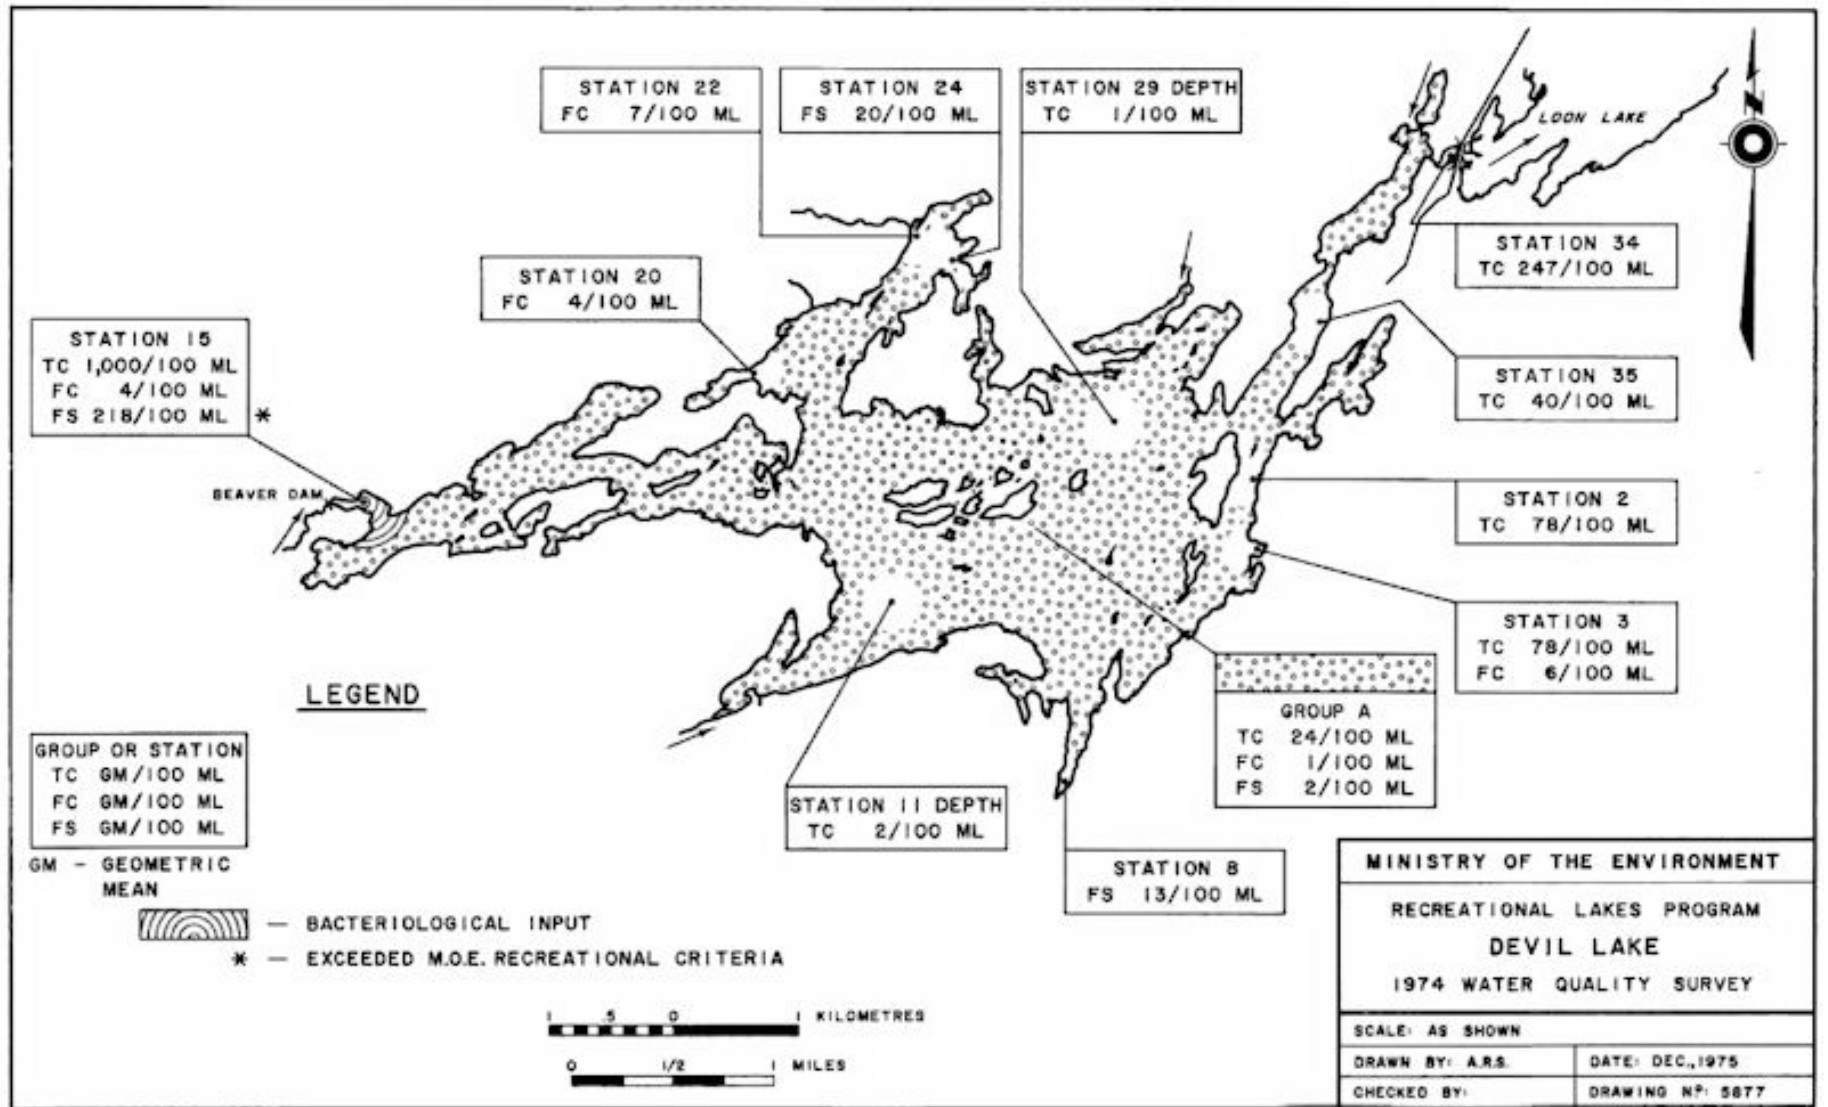 STATION 22
FC 7/100 ML
STATION 24
FS 20/100 ML
STATION 29 DEPTH
TC 1/100 ML
LOON LAKE
N
STATION 34
TC 247/100 ML
STATION 20
FC 4/100 ML
STATION 15
TC 1,000/100 ML
FC 4/100 ML
FS 218/100 ML *
STATION 35
TC 40/100 ML
BEAVER DAM
STATION 2
TC 78/100 ML
STATION 3
TC 78/100 ML
FC 6/100 ML
GROUP A
TC 24/100 ML
FC 1/100 ML
FS 2/100 ML
STATION 11 DEPTH
TC 2/100 ML
STATION 8
FS 13/100 ML
LEGEND
GROUP OR STATION
TC GM/100 ML
FC GM/100 ML
FS GM/100 ML
GM - GEOMETRIC
MEAN
— BACTERIOLOGICAL INPUT
* — EXCEEDED M.O.E. RECREATIONAL CRITERIA
1 .5 0 1 KILOMETRES
0 1/2 1 MILES
MINISTRY OF THE ENVIRONMENT
RECREATIONAL LAKES PROGRAM
DEVIL LAKE
1974 WATER QUALITY SURVEY
SCALE: AS SHOWN
DRAWN BY: A.R.S.
DATE: DEC., 1975
CHECKED BY:
DRAWING Nº: 5877